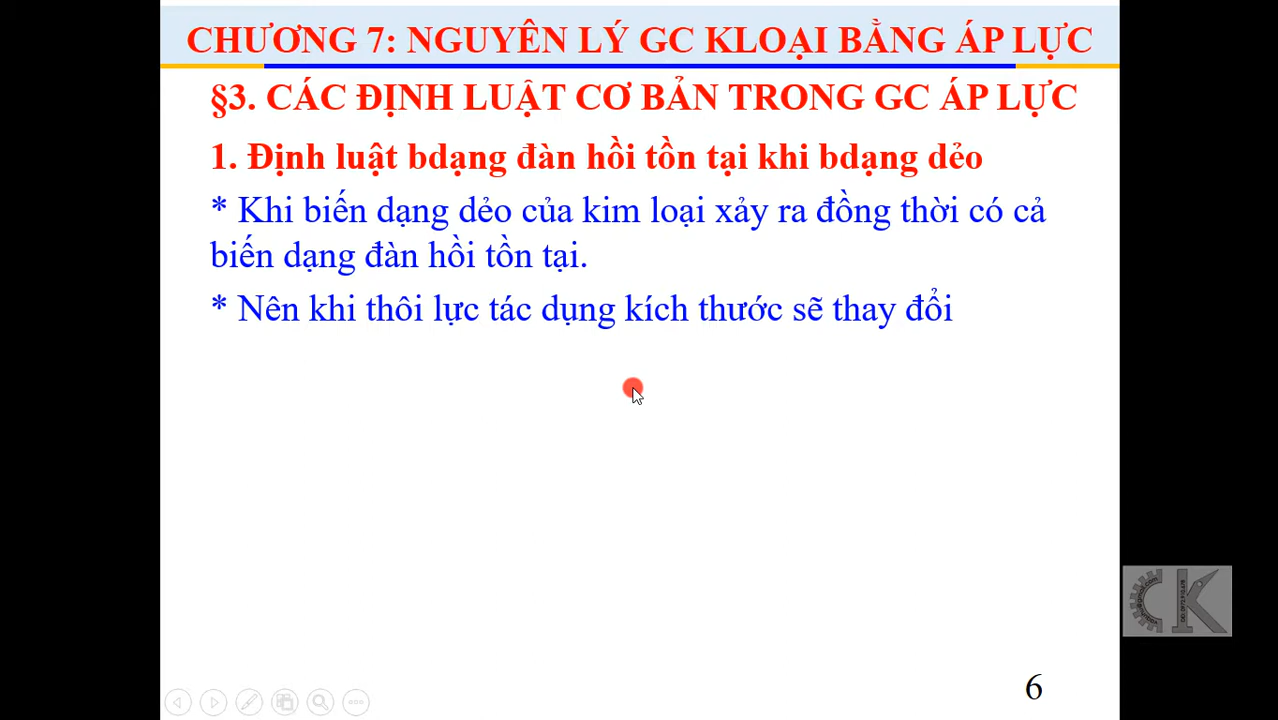 CHƯƠNG 7: NGUYÊN LÝ GC KLOẠI BẰNG ÁP LỰC
§3. CÁC ĐỊNH LUẬT CƠ BẢN TRONG GC ÁP LỰC
1. Định luật bdạng đàn hồi tồn tại khi bdạng dẻo
* Khi biến dạng dẻo của kim loại xảy ra đồng thời có cả
biến dạng đàn hồi tồn tại.
* Nên khi thôi lực tác dụng kích thước sẽ thay đổi
CK
6